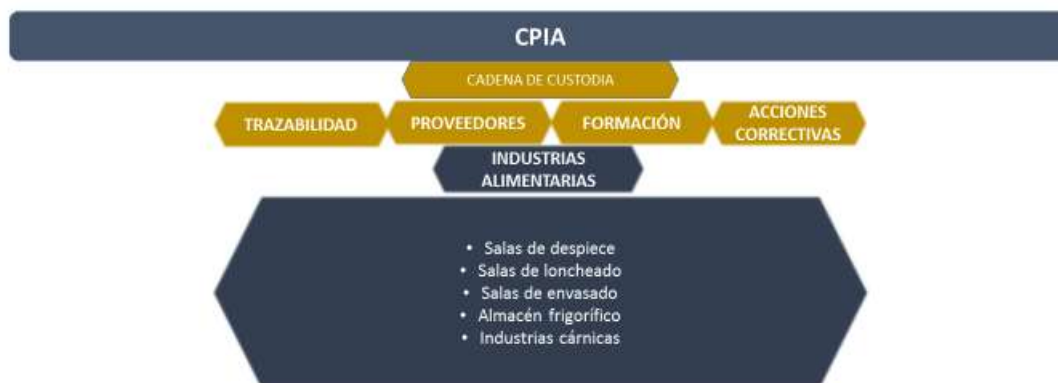 CPIA
CADENA DE CUSTODIA
TRAZABILIDAD
PROVEEDORES
FORMACIÓN
ACCIONES
CORRECTIVAS
INDUSTRIAS
ALIMENTARIAS
• Salas de despiece
• Salas de loncheado
• Salas de envasado
• Almacén frigorífico
• Industrias cárnicas